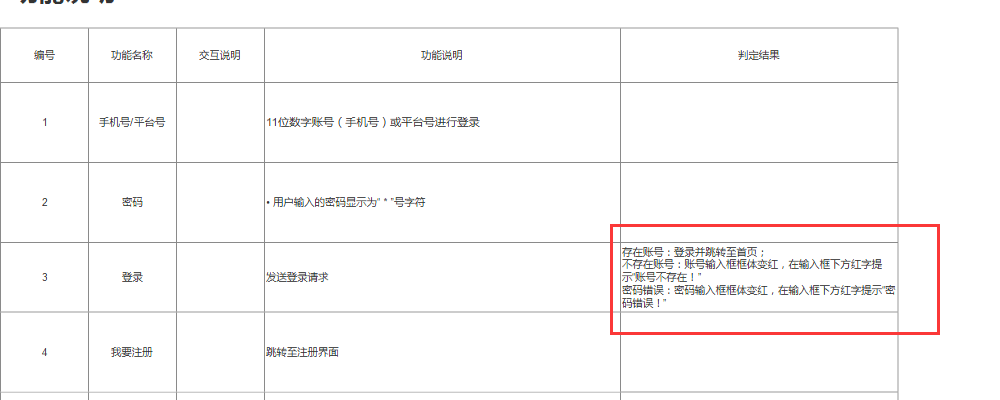 编号 功能名称 交互说明 功能说明 判定结果
1 手机号/平台号 11位数字账号（手机号）或平台号进行登录
2 密码 • 用户输入的密码显示为“ * ”号字符
3 登录 发送登录请求
存在账号：登录并跳转至首页；
不存在账号：账号输入框框体变红，在输入框下方红字提
示“账号不存在！”
密码错误：密码输入框框体变红，在输入框下方红字提示“密
码错误！”
4 我要注册 跳转至注册界面